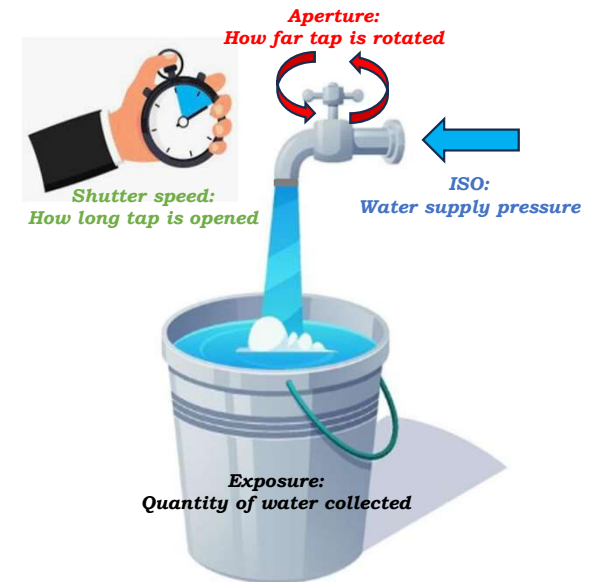 Aperture:
How far tap is rotated
Shutter speed:
How long tap is opened
ISO:
Water supply pressure
Exposure:
Quantity of water collected